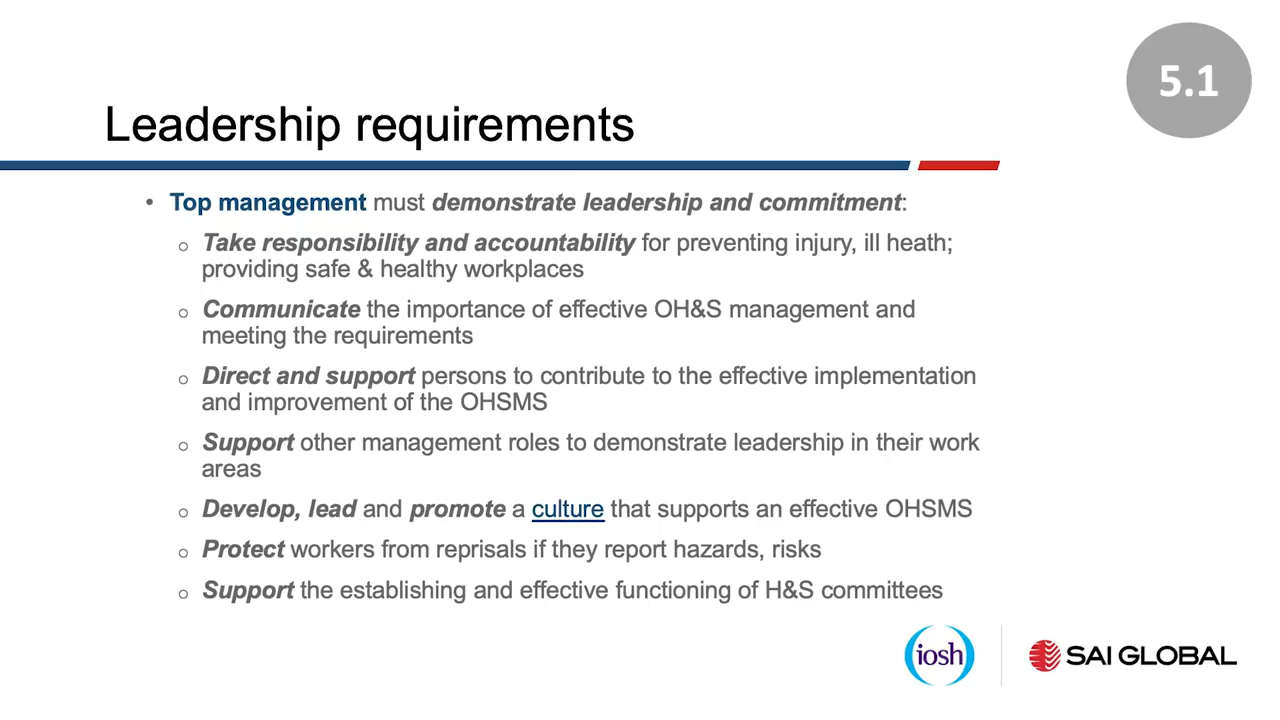 5.1
Leadership requirements
• Top management must demonstrate leadership and commitment:
o Take responsibility and accountability for preventing injury, ill heath;
providing safe & healthy workplaces
o Communicate the importance of effective OH&S management and
meeting the requirements
o Direct and support persons to contribute to the effective implementation
and improvement of the OHSMS
o Support other management roles to demonstrate leadership in their work
areas
o Develop, lead and promote a culture that supports an effective OHSMS
o Protect workers from reprisals if they report hazards, risks
o Support the establishing and effective functioning of H&S committees
iosh
SAI GLOBAL